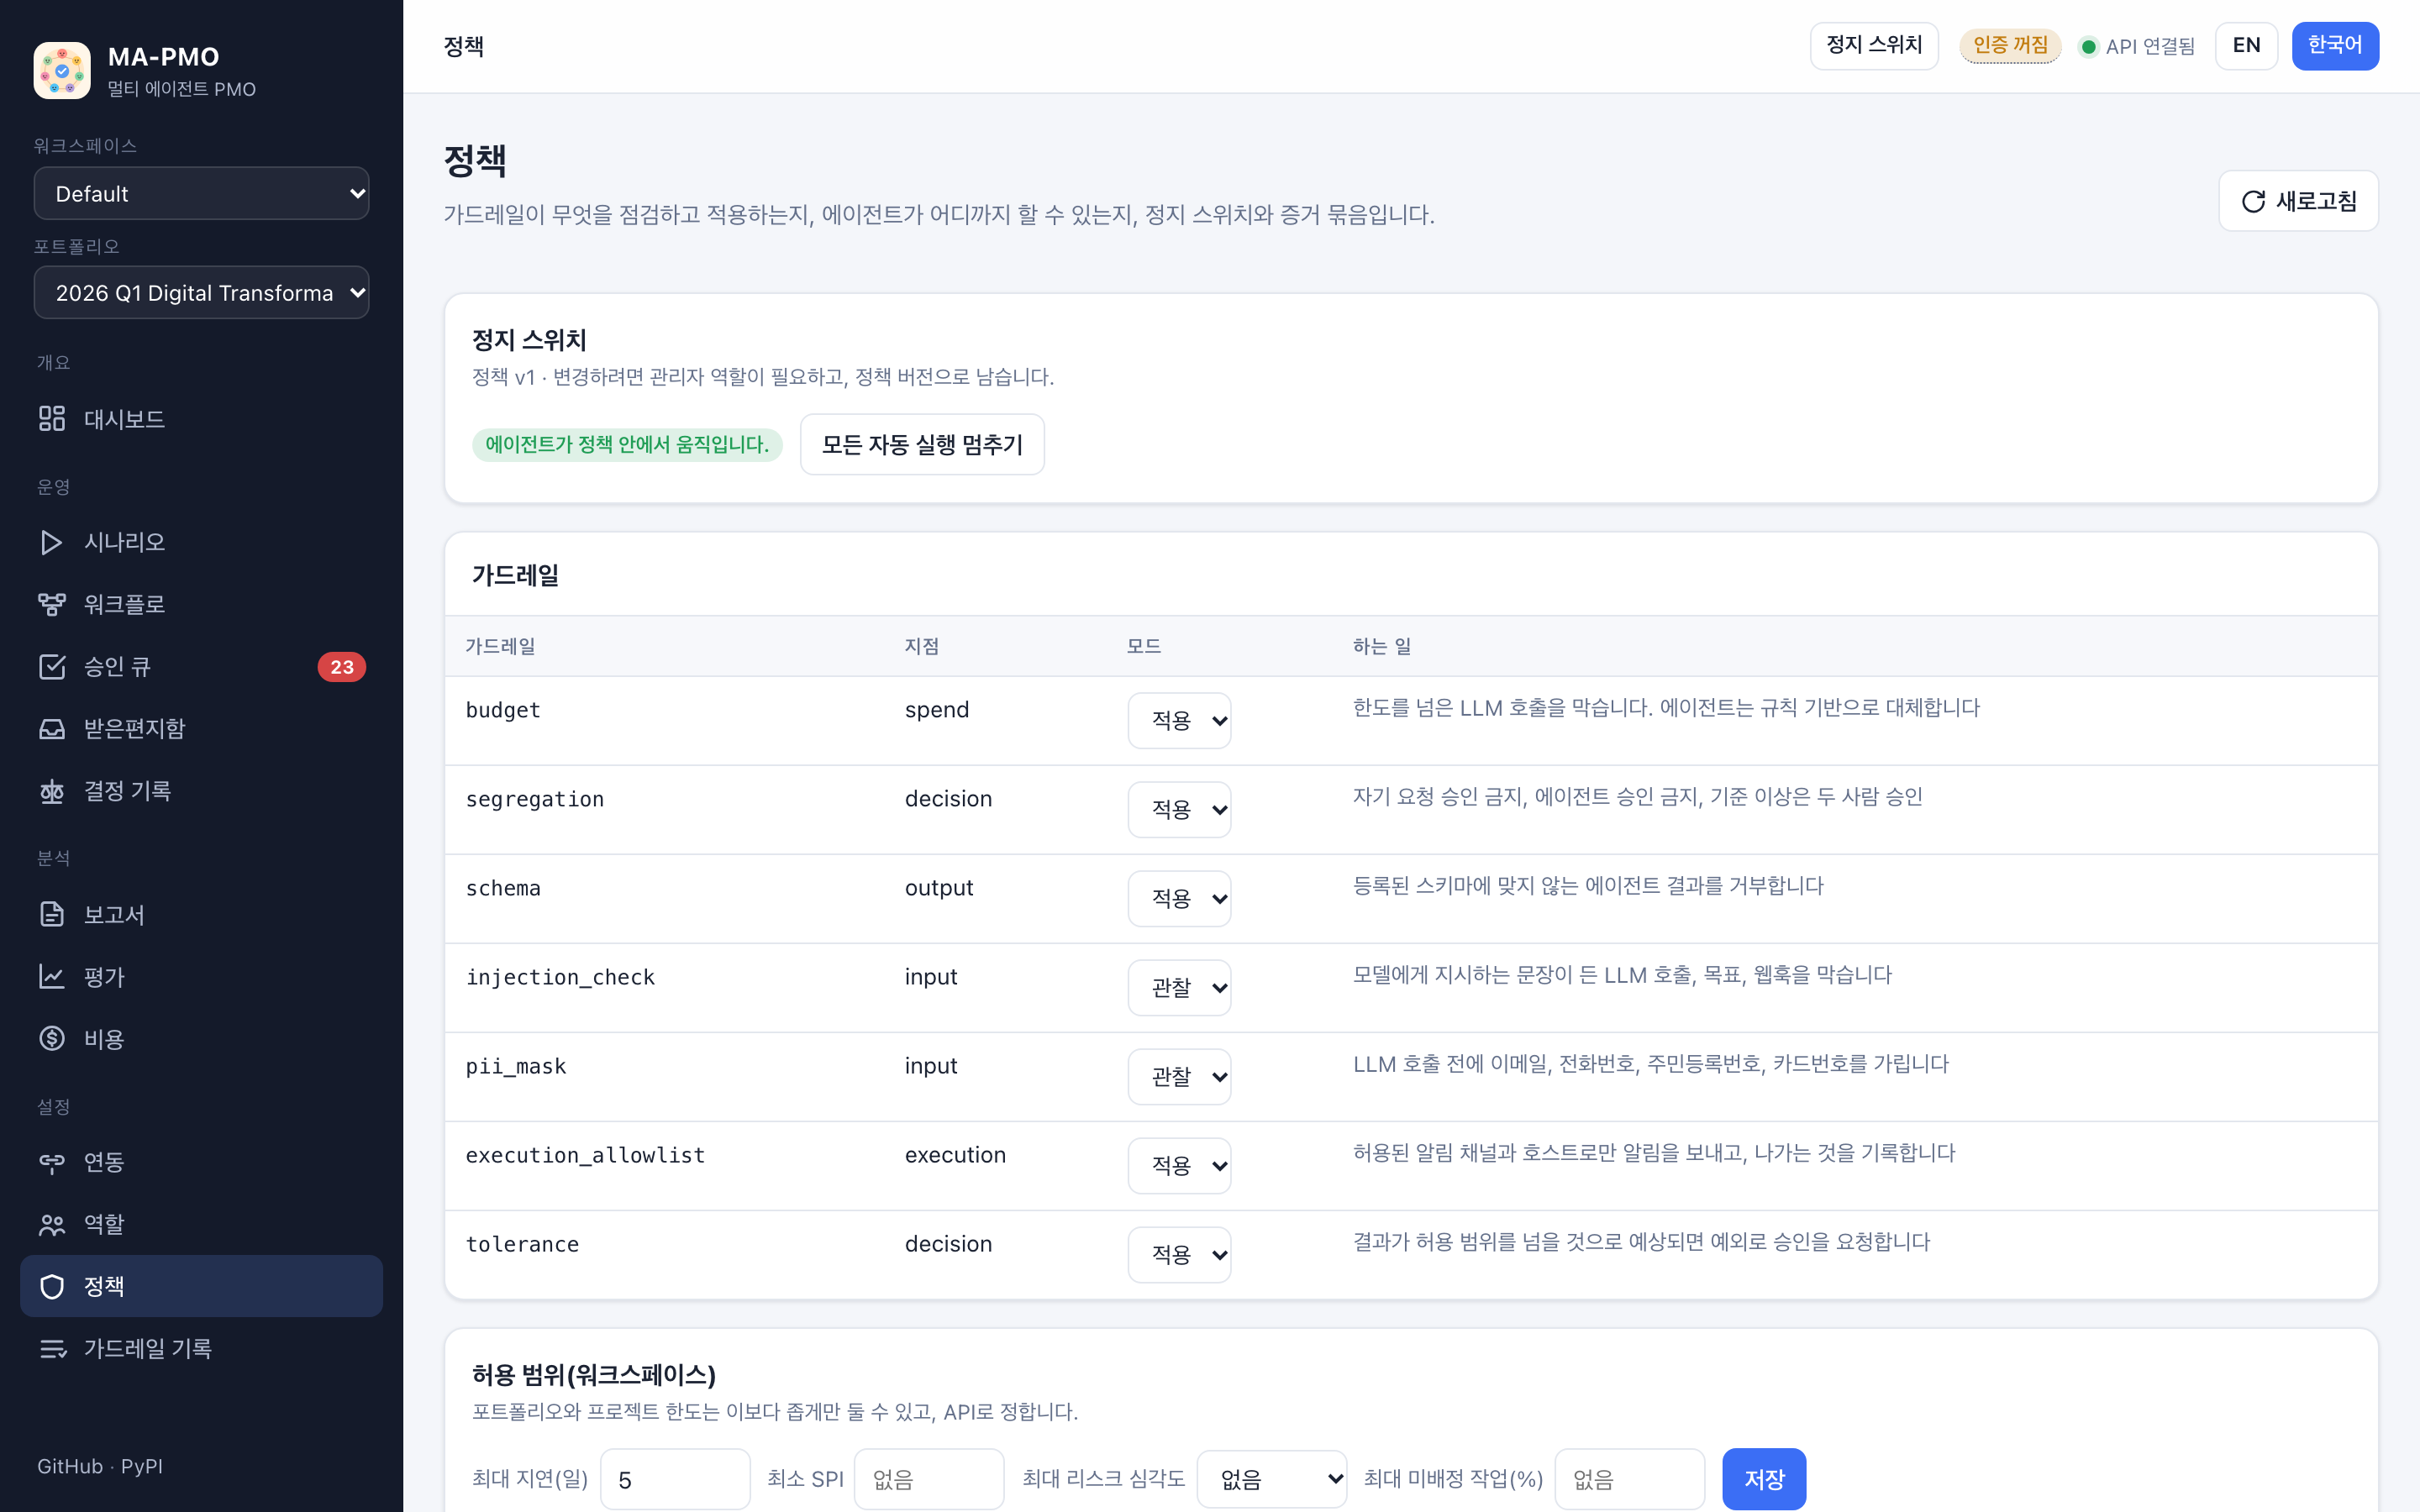 MA-PMO
멀티 에이전트 PMO
워크스페이스
Default
포트폴리오
2026 Q1 Digital Transforma
개요
대시보드
운영
시나리오
워크플로
승인 큐 23
받은편지함
결정 기록
분석
보고서
평가
비용
설정
연동
역할
정책
가드레일 기록
GitHub · PyPI
정책
정지 스위치 인증 꺼짐 API 연결됨 EN 한국어
정책
가드레일이 무엇을 점검하고 적용하는지, 에이전트가 어디까지 할 수 있는지, 정지 스위치와 증거 묶음입니다.
새로고침
정지 스위치
정책 v1 · 변경하려면 관리자 역할이 필요하고, 정책 버전으로 남습니다.
에이전트가 정책 안에서 움직입니다. 모든 자동 실행 멈추기
가드레일
가드레일 지점 모드 하는 일
budget spend 적용 한도를 넘은 LLM 호출을 막습니다. 에이전트는 규칙 기반으로 대체합니다
segregation decision 적용 자기 요청 승인 금지, 에이전트 승인 금지, 기준 이상은 두 사람 승인
schema output 적용 등록된 스키마에 맞지 않는 에이전트 결과를 거부합니다
injection_check input 관찰 모델에게 지시하는 문장이 든 LLM 호출, 목표, 웹훅을 막습니다
pii_mask input 관찰 LLM 호출 전에 이메일, 전화번호, 주민등록번호, 카드번호를 가립니다
execution_allowlist execution 적용 허용된 알림 채널과 호스트로만 알림을 보내고, 나가는 것을 기록합니다
tolerance decision 적용 결과가 허용 범위를 넘을 것으로 예상되면 예외로 승인을 요청합니다
허용 범위(워크스페이스)
포트폴리오와 프로젝트 한도는 이보다 좁게만 둘 수 있고, API로 정합니다.
최대 지연(일) 5 최소 SPI 없음 최대 리스크 심각도 없음 최대 미배정 작업(%) 없음 저장